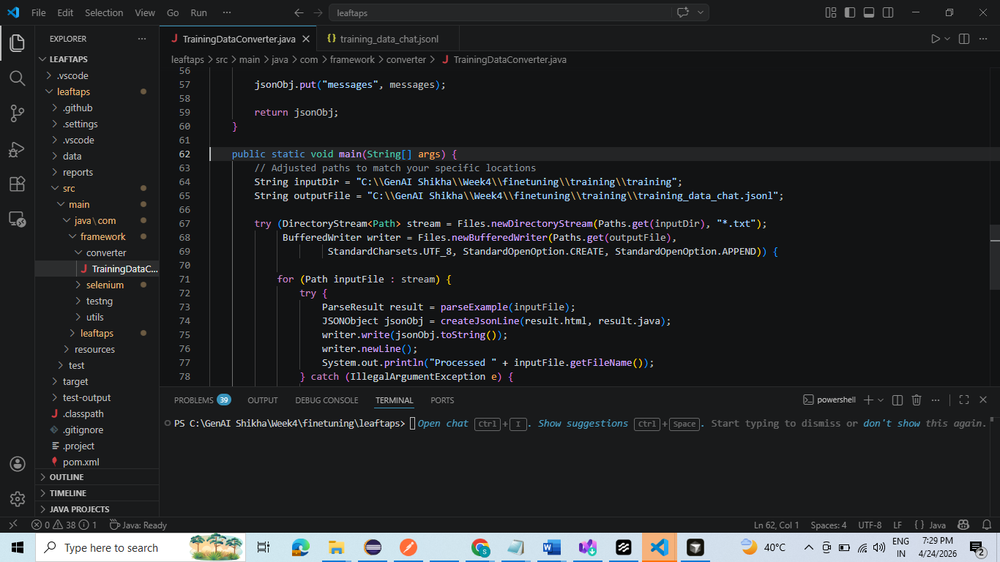 File Edit Selection View Go Run ··· leaftaps
EXPLORER ···
LEAFTAPS
.vscode
leaftaps
.github
.settings
.vscode
data
reports
src
main
java\com
framework
converter
TrainingDataC...
selenium
testng
utils
leaftaps
resources
test
target
test-output
.classpath
.gitignore
.project
pom.xml
OUTLINE
TIMELINE
JAVA PROJECTS
J TrainingDataConverter.java {} training_data_chat.jsonl
leaftaps > src > main > java > com > framework > converter > J TrainingDataConverter.java
56
57 jsonObj.put("messages", messages);
58
59 return jsonObj;
60 }
61
62 public static void main(String[] args) {
63 // Adjusted paths to match your specific locations
64 String inputDir = "C:\\GenAI Shikha\\Week4\\finetuning\\training\\training";
65 String outputFile = "C:\\GenAI Shikha\\Week4\\finetuning\\training\\training_data_chat.jsonl";
66
67 try (DirectoryStream<Path> stream = Files.newDirectoryStream(Paths.get(inputDir), "*.txt");
68 BufferedWriter writer = Files.newBufferedWriter(Paths.get(outputFile),
69 StandardCharsets.UTF_8, StandardOpenOption.CREATE, StandardOpenOption.APPEND)) {
70
71 for (Path inputFile : stream) {
72 try {
73 ParseResult result = parseExample(inputFile);
74 JSONObject jsonObj = createJsonLine(result.html, result.java);
75 writer.write(jsonObj.toString());
76 writer.newLine();
77 System.out.println("Processed " + inputFile.getFileName());
78 } catch (IllegalArgumentException e) {
PROBLEMS 39 OUTPUT DEBUG CONSOLE TERMINAL PORTS powershell
PS C:\GenAI Shikha\Week4\finetuning\leaftaps> Open chat Ctrl + I . Show suggestions Ctrl + Space . Start typing to dismiss or don't show this again.
0 38 1 Java: Ready Ln 62, Col 1 Spaces: 4 UTF-8 LF {} Java
Type here to search 40°C ENG IN 7:29 PM 4/24/2026 2